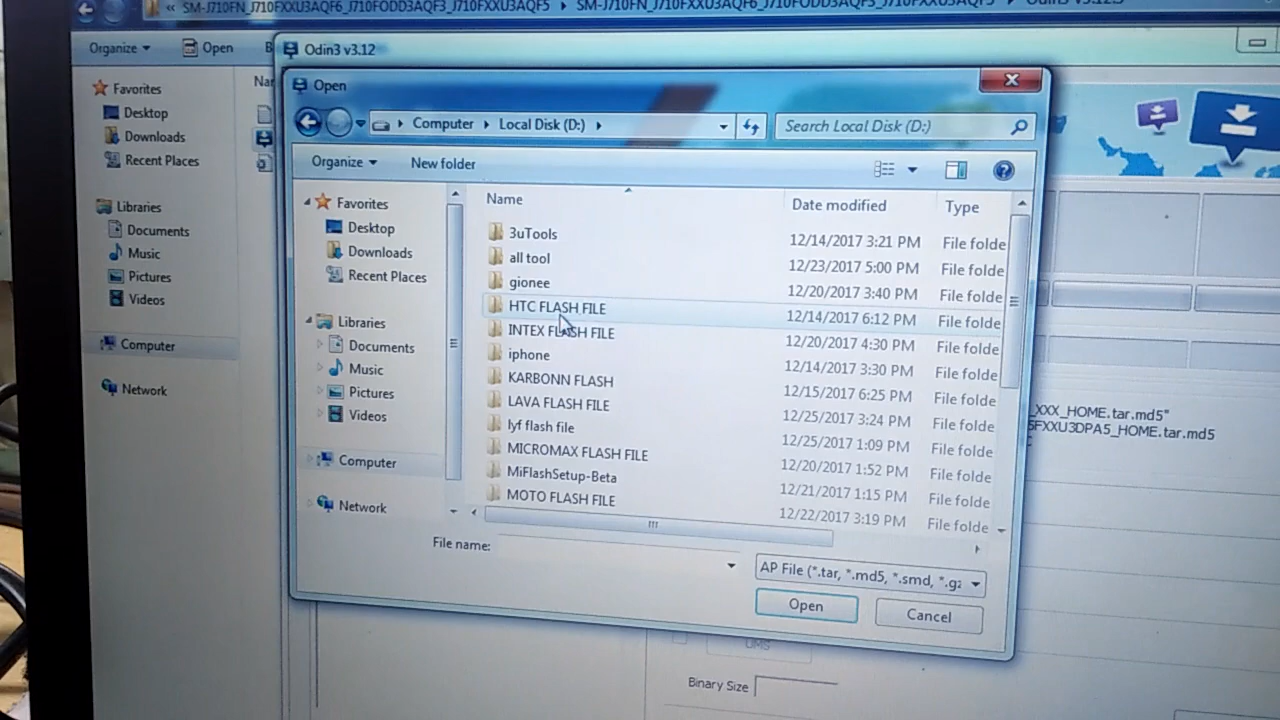 « SM-J710FN_J710FXXU3AQF6_J710FODD3AQF3_J710FXXU3AQF5 SM-J710FN_J710FXXU3AQF6_J710FODD3AQF3_J710FXXU3AQF5
Organize Open
Odin3 v3.12
Favorites
Desktop
Downloads
Recent Places
Libraries
Documents
Music
Pictures
Videos
Computer
Network
Open
Computer Local Disk (D:)
Search Local Disk (D:)
Organize New folder
Favorites
Desktop
Downloads
Recent Places
Libraries
Documents
Music
Pictures
Videos
Computer
Network
Name Date modified Type
3uTools 12/14/2017 3:21 PM File folde
all tool 12/23/2017 5:00 PM File folde
gionee 12/20/2017 3:40 PM File folde
HTC FLASH FILE 12/14/2017 6:12 PM File folde
INTEX FLASH FILE 12/20/2017 4:30 PM File folde
iphone 12/14/2017 3:30 PM File folde
KARBONN FLASH 12/15/2017 6:25 PM File folde
LAVA FLASH FILE 12/25/2017 3:24 PM File folde
lyf flash file 12/25/2017 1:09 PM File folde
MICROMAX FLASH FILE 12/20/2017 1:52 PM File folde
MiFlashSetup-Beta 12/21/2017 1:15 PM File folde
MOTO FLASH FILE 12/22/2017 3:19 PM File folde
File name:
AP File (*.tar, *.md5, *.smd, *.gz
Open Cancel
_XXX_HOME.tar.md5"
5FXXU3DPA5_HOME.tar.md5
UMS
Binary Size